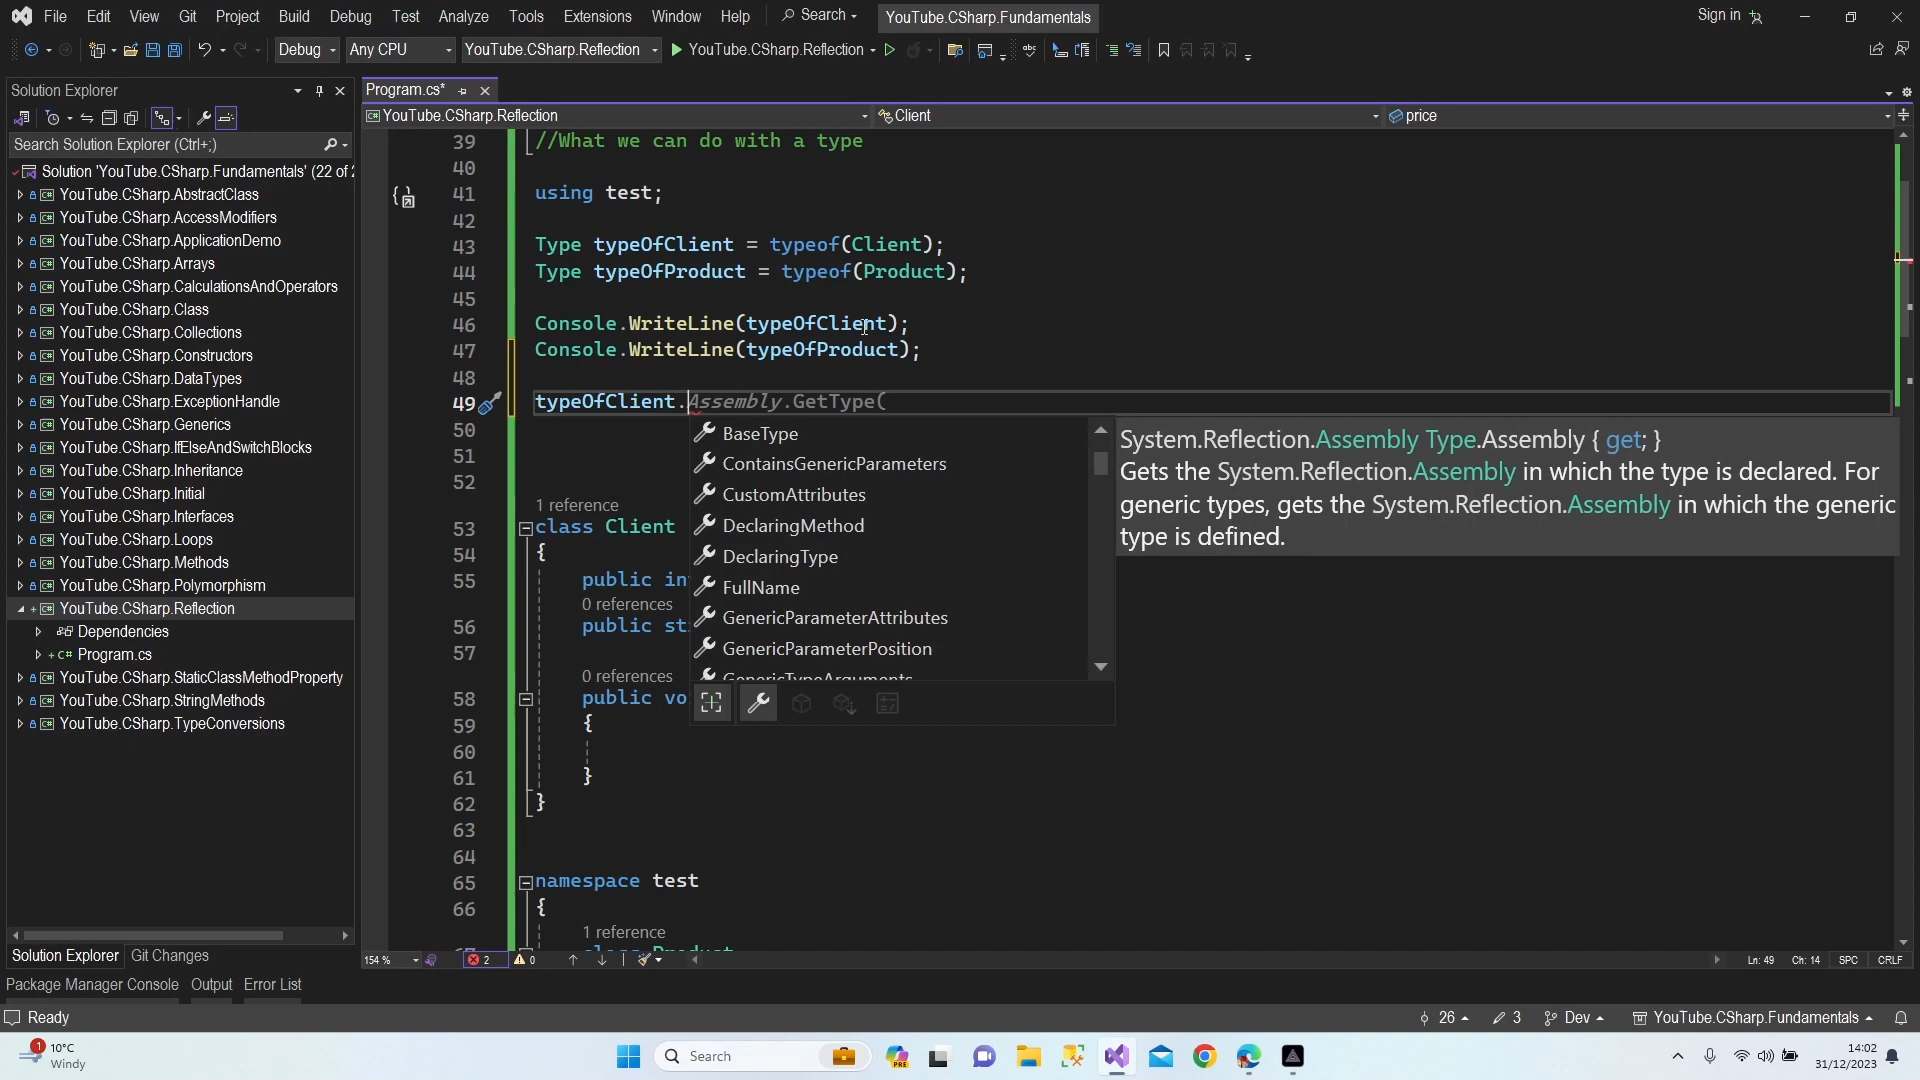 File Edit View Git Project Build Debug Test Analyze Tools Extensions Window Help Search YouTube.CSharp.Fundamentals Sign in
Debug Any CPU YouTube.CSharp.Reflection YouTube.CSharp.Reflection
Solution Explorer
Search Solution Explorer (Ctrl+;)
Solution 'YouTube.CSharp.Fundamentals' (22 of
YouTube.CSharp.AbstractClass
YouTube.CSharp.AccessModifiers
YouTube.CSharp.ApplicationDemo
YouTube.CSharp.Arrays
YouTube.CSharp.CalculationsAndOperators
YouTube.CSharp.Class
YouTube.CSharp.Collections
YouTube.CSharp.Constructors
YouTube.CSharp.DataTypes
YouTube.CSharp.ExceptionHandle
YouTube.CSharp.Generics
YouTube.CSharp.IfElseAndSwitchBlocks
YouTube.CSharp.Inheritance
YouTube.CSharp.Initial
YouTube.CSharp.Interfaces
YouTube.CSharp.Loops
YouTube.CSharp.Methods
YouTube.CSharp.Polymorphism
YouTube.CSharp.Reflection
Dependencies
C# Program.cs
YouTube.CSharp.StaticClassMethodProperty
YouTube.CSharp.StringMethods
YouTube.CSharp.TypeConversions
Solution Explorer Git Changes
Program.cs*
YouTube.CSharp.Reflection Client price
39 //What we can do with a type
40
41 using test;
42
43 Type typeOfClient = typeof(Client);
44 Type typeOfProduct = typeof(Product);
45
46 Console.WriteLine(typeOfClient);
47 Console.WriteLine(typeOfProduct);
48
49 typeOfClient.Assembly.GetType(
50
51
52
1 reference
53 class Client
54 {
55 public in
0 references
56 public st
57
0 references
58 public vo
59 {
60
61 }
62 }
63
64
65 namespace test
66 {
1 reference
67 class Product
BaseType
ContainsGenericParameters
CustomAttributes
DeclaringMethod
DeclaringType
FullName
GenericParameterAttributes
GenericParameterPosition
GenericTypeArguments
System.Reflection.Assembly Type.Assembly { get; }
Gets the System.Reflection.Assembly in which the type is declared. For
generic types, gets the System.Reflection.Assembly in which the generic
type is defined.
154 % 2 0 Ln: 49 Ch: 14 SPC CRLF
Package Manager Console Output Error List
Ready 26 3 Dev YouTube.CSharp.Fundamentals
1 10°C
Windy
Search
PRE
14:02
31/12/2023